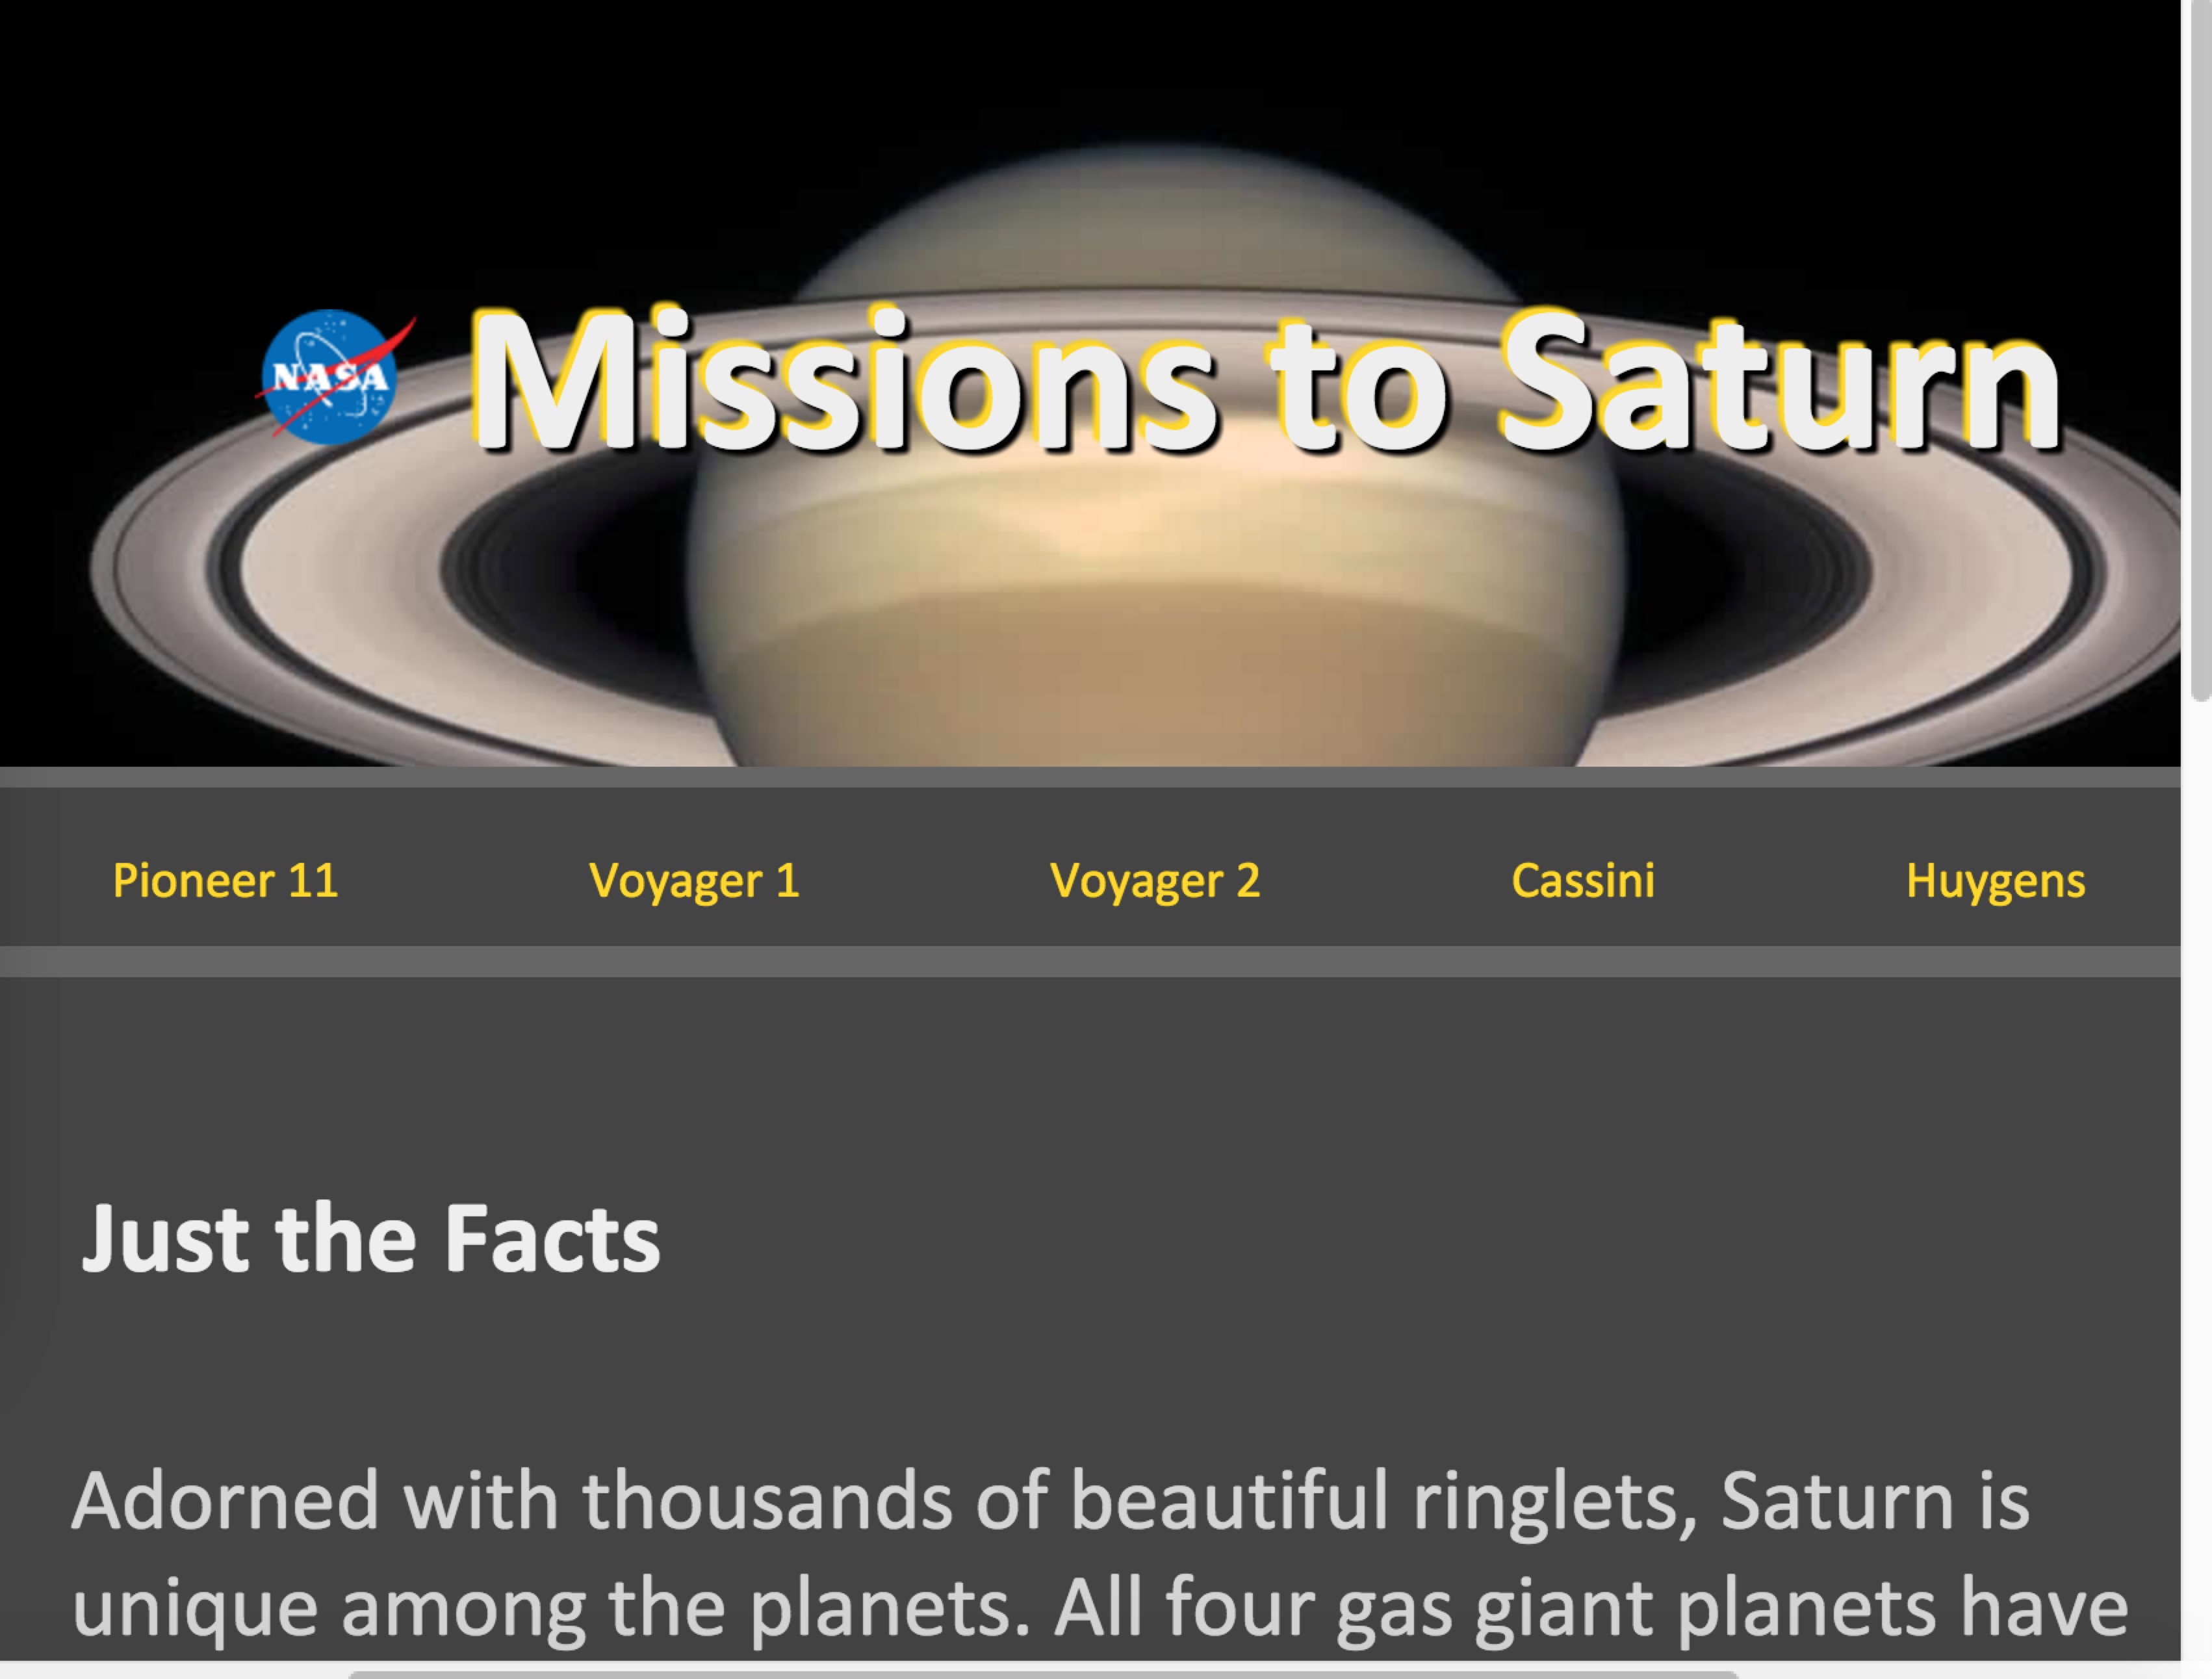 NASA
Missions to Saturn
Pioneer 11 Voyager 1 Voyager 2 Cassini Huygens
Just the Facts
Adorned with thousands of beautiful ringlets, Saturn is
unique among the planets. All four gas giant planets have